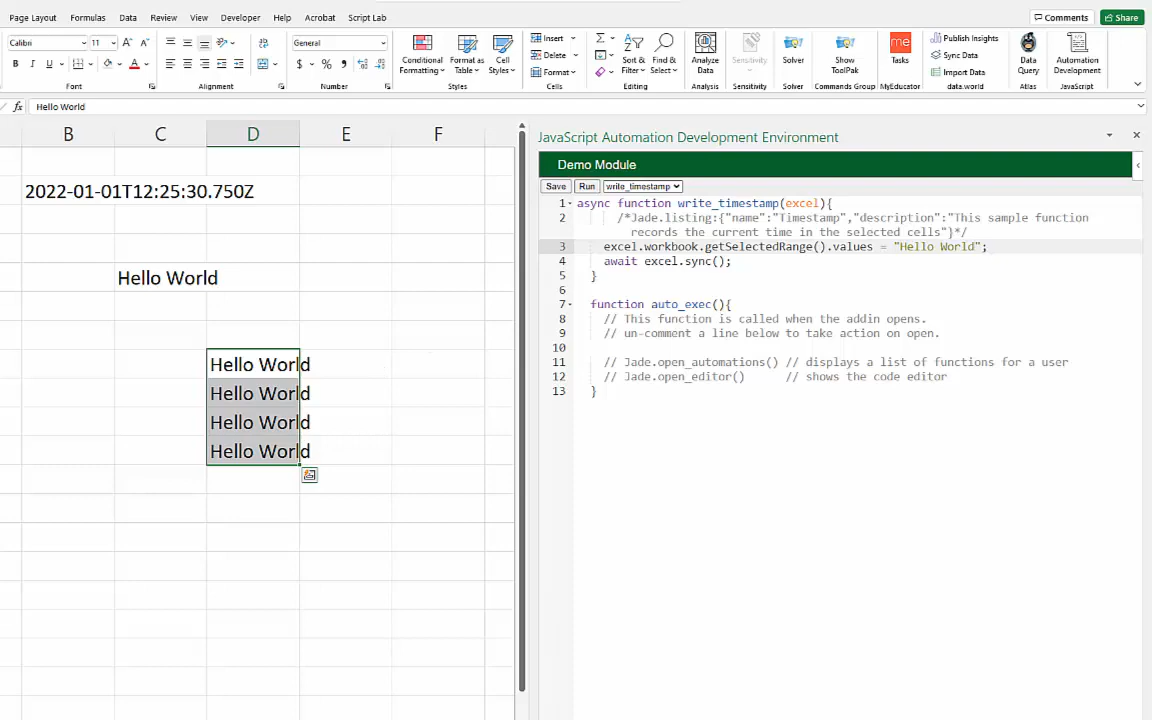 Page Layout Formulas Data Review View Developer Help Acrobat Script Lab Comments Share
Calibri 11 General
Conditional Formatting Format as Table Cell Styles
Insert
Delete
Format
Sort & Filter Find & Select
Analyze Data
Sensitivity
Solver
Show ToolPak
Tasks
Publish Insights
Sync Data
Import Data
Data Query
Automation Development
Font Alignment Number Styles Cells Editing Analysis Sensitivity Solver Commands Group MyEducator data.world Atlas JavaScript
fx Hello World
B C D E F
2022-01-01T12:25:30.750Z
Hello World
Hello World
Hello World
Hello World
Hello World
JavaScript Automation Development Environment
Demo Module
Save Run write_timestamp
1 async function write_timestamp(excel){
2 /*Jade.listing:{"name":"Timestamp","description":"This sample function
records the current time in the selected cells"}*/
3 excel.workbook.getSelectedRange().values = "Hello World";
4 await excel.sync();
5 }
6
7 function auto_exec(){
8 // This function is called when the addin opens.
9 // un-comment a line below to take action on open.
10
11 // Jade.open_automations() // displays a list of functions for a user
12 // Jade.open_editor() // shows the code editor
13 }